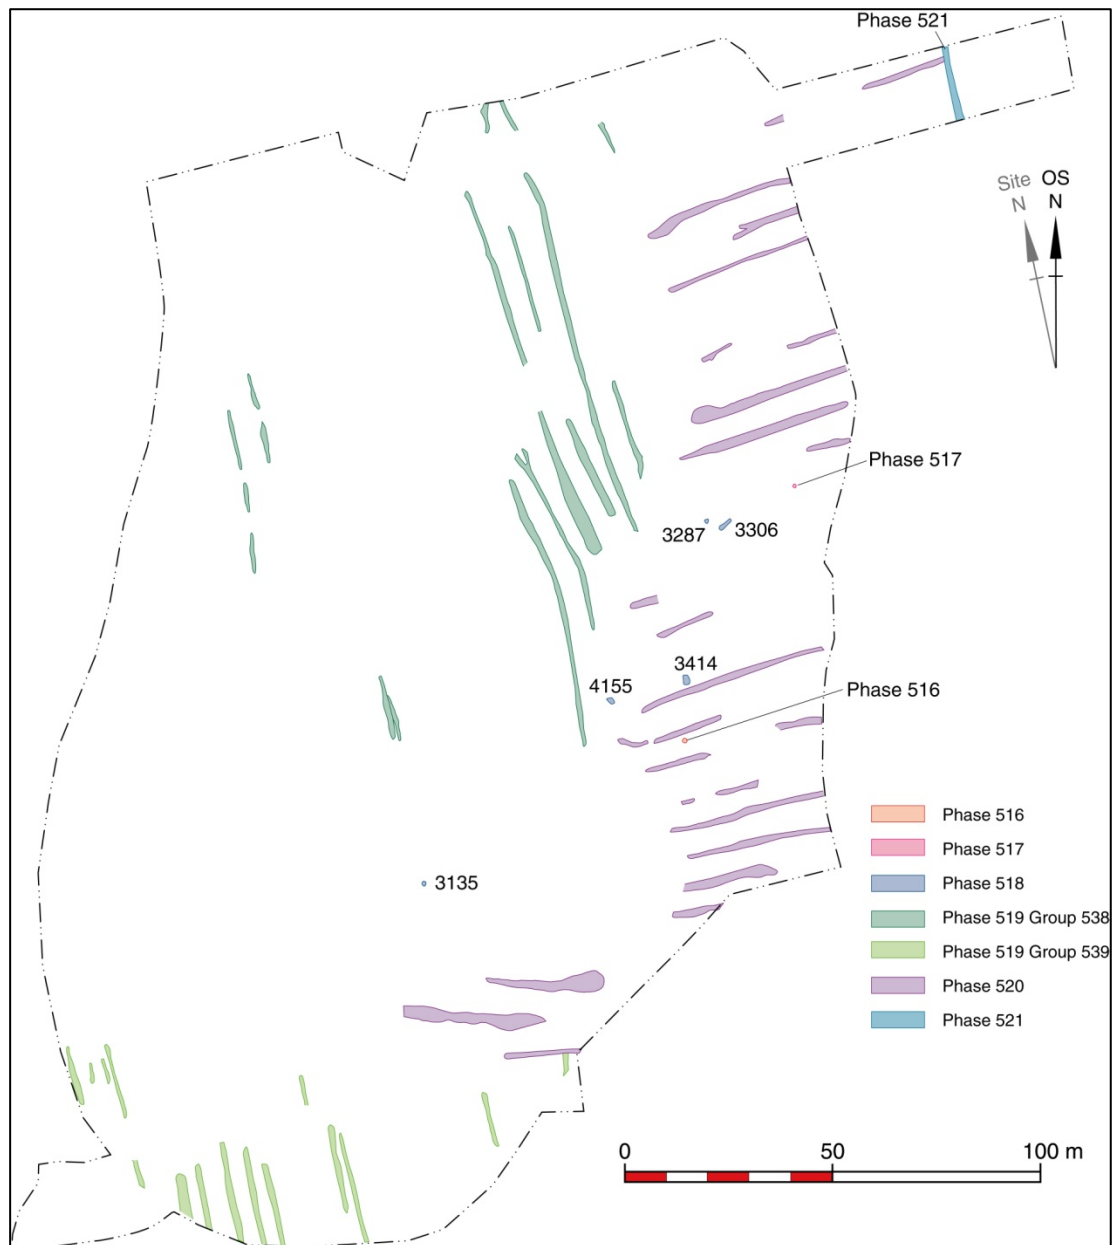 Phase 521
Site OS
N N
Phase 517
3287 3306
3414
4155
Phase 516
3135
Phase 516
Phase 517
Phase 518
Phase 519 Group 538
Phase 519 Group 539
Phase 520
Phase 521
0 50 100 m